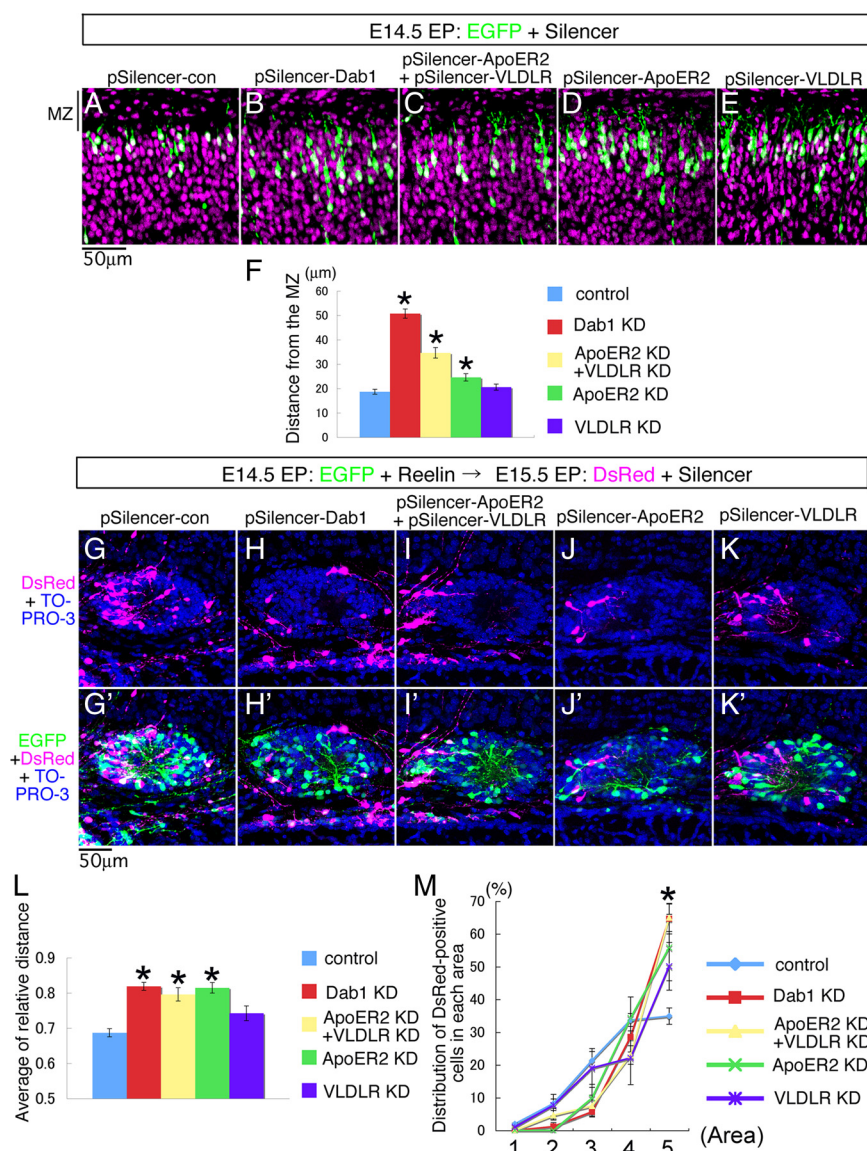 E14.5 EP: EGFP + Silencer
pSilencer-con
pSilencer-Dab1
pSilencer-ApoER2
+ pSilencer-VLDLR
pSilencer-ApoER2
pSilencer-VLDLR
MZ
A
B
C
D
E
50μm
F
(μm)
Distance from the MZ
60
50
40
30
20
10
0
*
*
*
control
Dab1 KD
ApoER2 KD
+VLDLR KD
ApoER2 KD
VLDLR KD
E14.5 EP: EGFP + Reelin → E15.5 EP: DsRed + Silencer
pSilencer-con
pSilencer-Dab1
pSilencer-ApoER2
+ pSilencer-VLDLR
pSilencer-ApoER2
pSilencer-VLDLR
DsRed
+ TO-
PRO-3
G
H
I
J
K
EGFP
+DsRed
+ TO-
PRO-3
G'
H'
I'
J'
K'
50μm
L
Average of relative distance
0.9
0.8
0.7
0.6
0.5
*
*
*
control
Dab1 KD
ApoER2 KD
+VLDLR KD
ApoER2 KD
VLDLR KD
M
(%)
Distribution of DsRed-positive
cells in each area
70
60
50
40
30
20
10
0
*
1 2 3 4 5 (Area)
control
Dab1 KD
ApoER2 KD
+VLDLR KD
ApoER2 KD
VLDLR KD